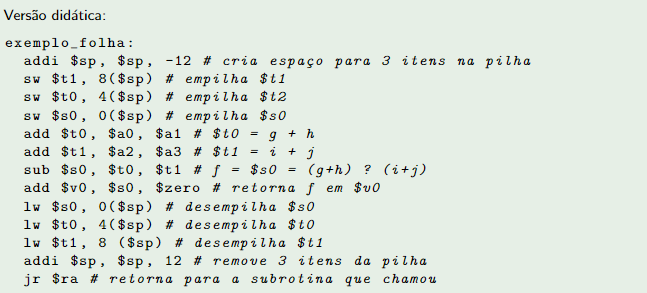 Versão didática:
exemplo_folha:
addi $sp, $sp, -12 # cria espaço para 3 itens na pilha
sw $t1, 8($sp) # empilha $t1
sw $t0, 4($sp) # empilha $t2
sw $s0, 0($sp) # empilha $s0
add $t0, $a0, $a1 # $t0 = g + h
add $t1, $a2, $a3 # $t1 = i + j
sub $s0, $t0, $t1 # f = $s0 = (g+h) ? (i+j)
add $v0, $s0, $zero # retorna f em $v0
lw $s0, 0($sp) # desempilha $s0
lw $t0, 4($sp) # desempilha $t0
lw $t1, 8 ($sp) # desempilha $t1
addi $sp, $sp, 12 # remove 3 itens da pilha
jr $ra # retorna para a subrotina que chamou